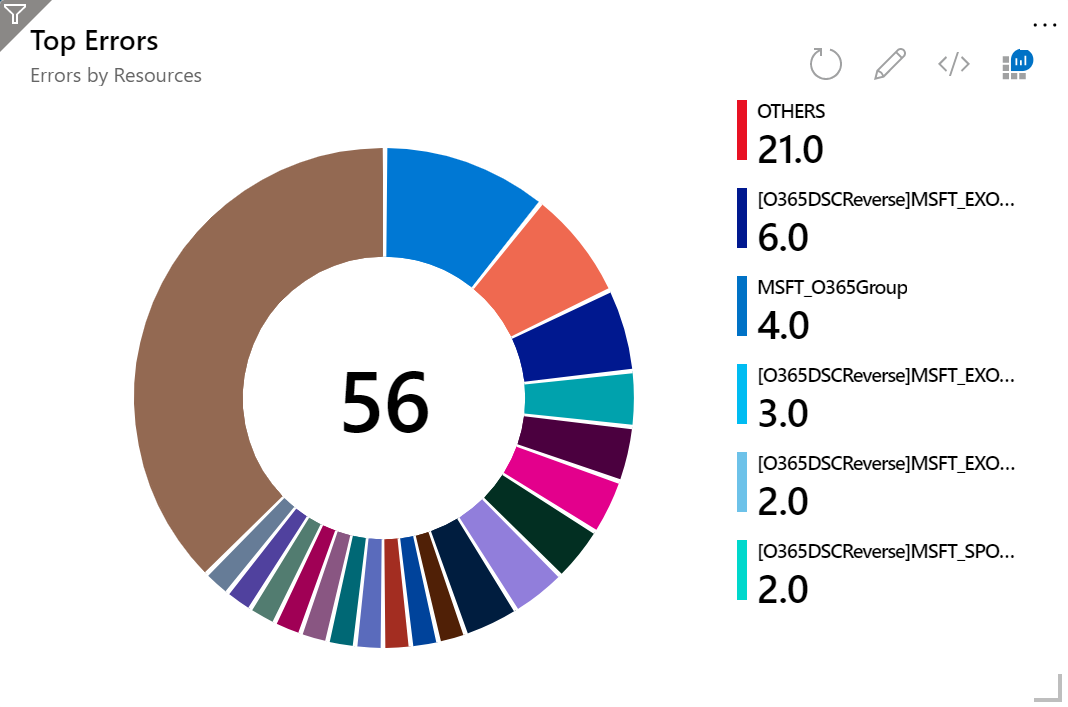 Top Errors
Errors by Resources
56
OTHERS
21.0
[O365DSCReverse]MSFT_EXO...
6.0
MSFT_O365Group
4.0
[O365DSCReverse]MSFT_EXO...
3.0
[O365DSCReverse]MSFT_EXO...
2.0
[O365DSCReverse]MSFT_SPO...
2.0